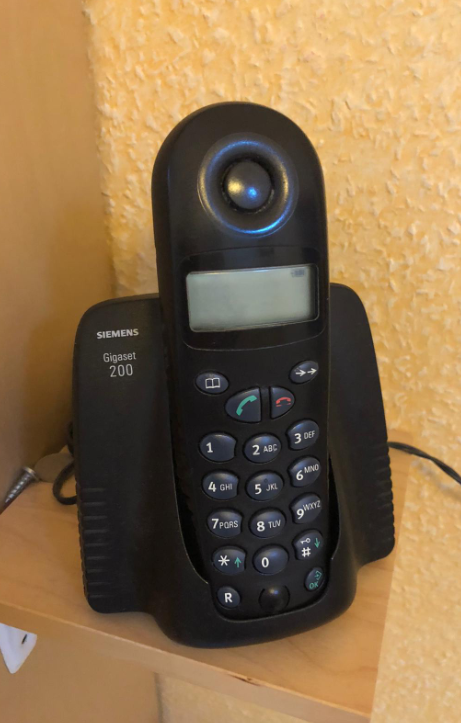 SIEMENS
Gigaset
200
1 2 ABC 3 DEF
4 GHI 5 JKL 6 MNO
7 PQRS 8 TUV 9 WXYZ
* 0 #
R OK